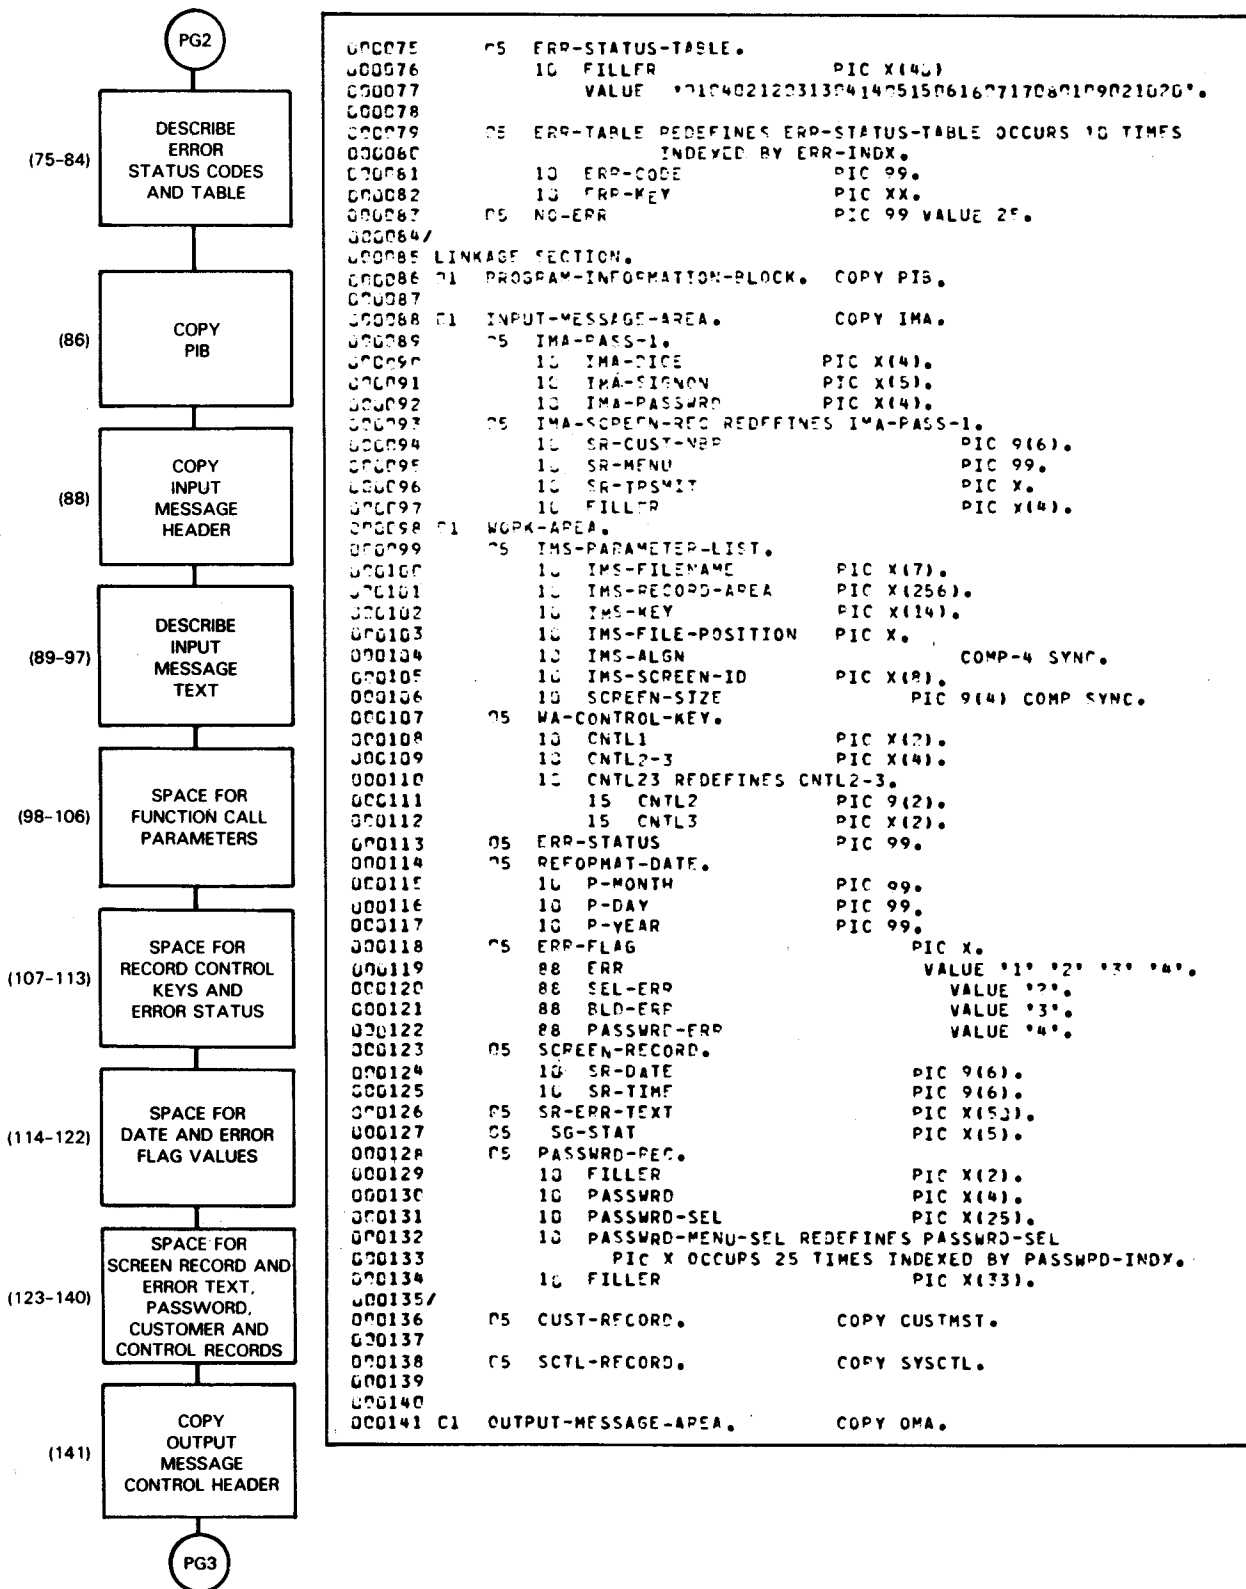 PG2
(75-84)
DESCRIBE
ERROR
STATUS CODES
AND TABLE
(86)
COPY
PIB
(88)
COPY
INPUT
MESSAGE
HEADER
(89-97)
DESCRIBE
INPUT
MESSAGE
TEXT
(98-106)
SPACE FOR
FUNCTION CALL
PARAMETERS
(107-113)
SPACE FOR
RECORD CONTROL
KEYS AND
ERROR STATUS
(114-122)
SPACE FOR
DATE AND ERROR
FLAG VALUES
(123-140)
SPACE FOR
SCREEN RECORD AND
ERROR TEXT,
PASSWORD,
CUSTOMER AND
CONTROL RECORDS
(141)
COPY
OUTPUT
MESSAGE
CONTROL HEADER
PG3
000075 05 ERR-STATUS-TABLE.
000076 10 FILLER PIC X(40)
000077 VALUE
000078
000079 05 ERR-TABLE REDEFINES ERR-STATUS-TABLE OCCURS 10 TIMES
000080 INDEXED BY ERR-INDX.
000081 10 ERR-CODE PIC 99.
000082 10 ERR-KEY PIC XX.
000083 05 NO-ERR PIC 99 VALUE 25.
000084/
000085 LINKAGE SECTION.
000086 01 PROGRAM-INFORMATION-BLOCK. COPY PIB.
000087
000088 01 INPUT-MESSAGE-AREA. COPY IMA.
000089 05 IMA-PASS-1.
000090 10 IMA-DICE PIC X(4).
000091 10 IMA-SIGNON PIC X(5).
000092 10 IMA-PASSWRD PIC X(4).
000093 05 IMA-SCREEN-REC REDEFINES IMA-PASS-1.
000094 10 SR-CUST-NBR PIC 9(6).
000095 10 SR-MENU PIC 99.
000096 10 SR-TRSMIT PIC X.
000097 10 FILLER PIC X(4).
000098 01 WORK-AREA.
000099 05 IMS-PARAMETER-LIST.
000100 10 IMS-FILENAME PIC X(7).
000101 10 IMS-RECORD-AREA PIC X(256).
000102 10 IMS-KEY PIC X(14).
000103 10 IMS-FILE-POSITION PIC X.
000104 10 IMS-ALGN COMP-4 SYNC.
000105 10 IMS-SCREEN-ID PIC X(8).
000106 10 SCREEN-SIZE PIC 9(4) COMP SYNC.
000107 05 WA-CONTROL-KEY.
000108 10 CNTL1 PIC X(2).
000109 10 CNTL2-3 PIC X(4).
000110 10 CNTL23 REDEFINES CNTL2-3.
000111 15 CNTL2 PIC 9(2).
000112 15 CNTL3 PIC X(2).
000113 05 ERR-STATUS PIC 99.
000114 05 REFORMAT-DATE.
000115 10 P-MONTH PIC 99.
000116 10 P-DAY PIC 99.
000117 10 P-YEAR PIC 99.
000118 05 ERR-FLAG PIC X.
000119 88 ERR VALUE '1' '2' '3' '4'.
000120 88 SEL-ERR VALUE '2'.
000121 88 BLD-ERR VALUE '3'.
000122 88 PASSWRD-ERR VALUE '4'.
000123 05 SCREEN-RECORD.
000124 10 SR-DATE PIC 9(6).
000125 10 SR-TIME PIC 9(6).
000126 05 SR-ERR-TEXT PIC X(50).
000127 05 SG-STAT PIC X(5).
000128 05 PASSWRD-REC.
000129 10 FILLER PIC X(2).
000130 10 PASSWRD PIC X(4).
000131 10 PASSWRD-SEL PIC X(25).
000132 10 PASSWRD-MENU-SEL REDEFINES PASSWRD-SEL
000133 PIC X OCCURS 25 TIMES INDEXED BY PASSWRD-INDX.
000134 10 FILLER PIC X(33).
000135/
000136 05 CUST-RECORD. COPY CUSTMST.
000137
000138 05 SCTL-RECORD. COPY SYSCTL.
000139
000140
000141 01 OUTPUT-MESSAGE-AREA. COPY OMA.